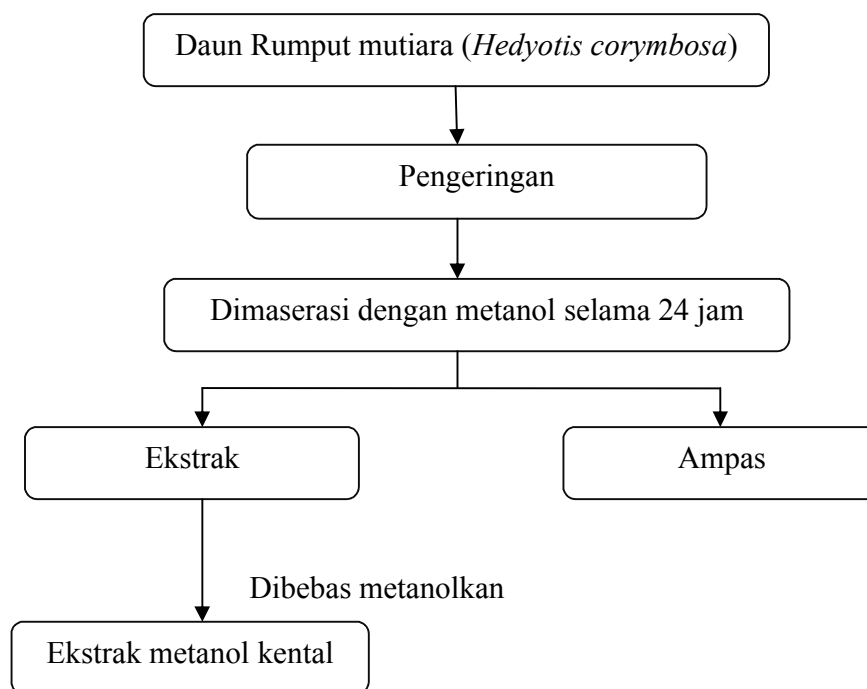 Daun Rumput mutiara (Hedyotis corymbosa)
Pengeringan
Dimaserasi dengan metanol selama 24 jam
Ekstrak
Ampas
Dibebas metanolkan
Ekstrak metanol kental